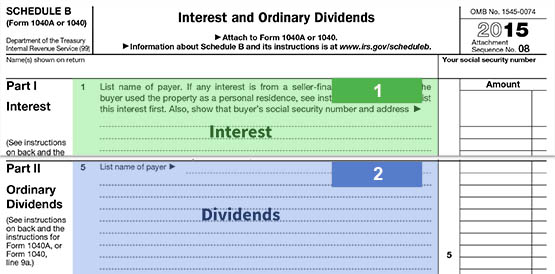 SCHEDULE B
(Form 1040A or 1040)
Department of the Treasury
Internal Revenue Service (99)
Interest and Ordinary Dividends
►Attach to Form 1040A or 1040.
►Information about Schedule B and its instructions is at www.irs.gov/scheduleb.
OMB No. 1545-0074
2015
Attachment
Sequence No. 08
Name(s) shown on return
Your social security number
Part I
Interest
(See instructions
on back and the
1 List name of payer. If any interest is from a seller- the
buyer used the property as a personal residence, see
this interest first. Also, show that buyer's social security number and address ►
1
Interest
Amount
Part II
Ordinary
Dividends
(See instructions
on back and the
instructions for
Form 1040A, or
Form 1040,
line 9a.)
5 List name of payer ►
2
Dividends
5